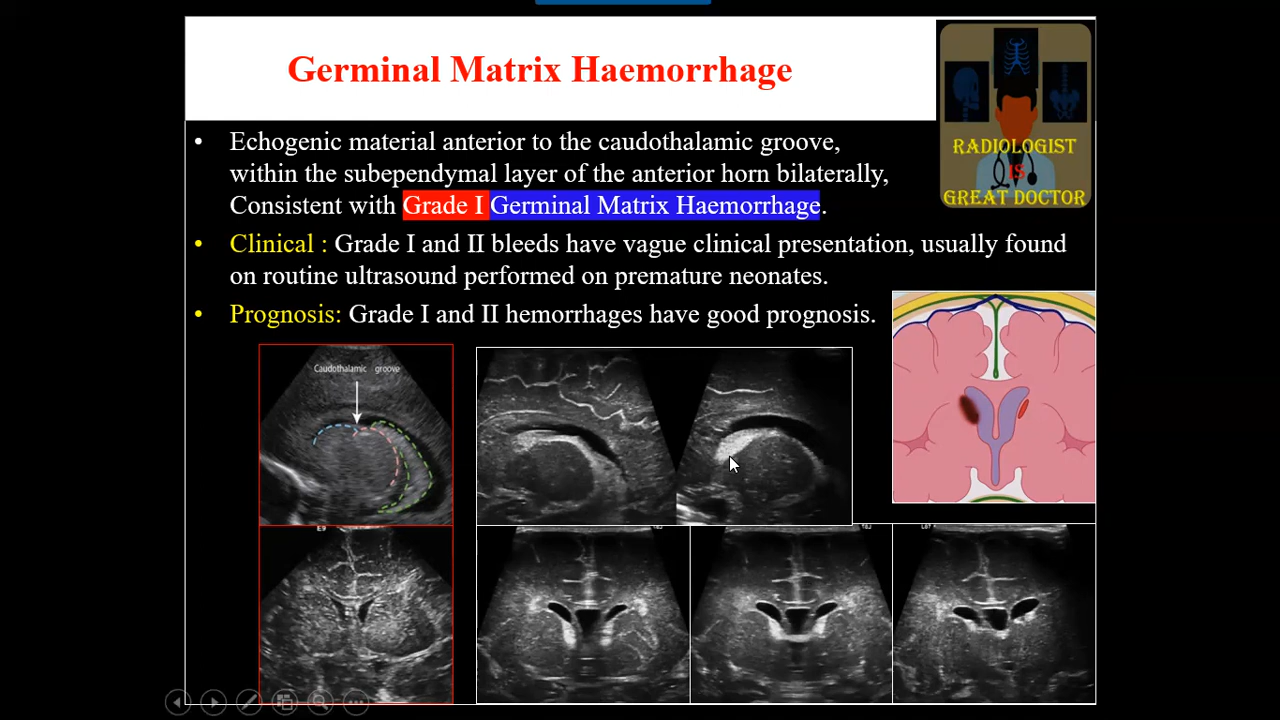 Germinal Matrix Haemorrhage
RADIOLOGIST
IS
GREAT DOCTOR
• Echogenic material anterior to the caudothalamic groove,
within the subependymal layer of the anterior horn bilaterally,
Consistent with Grade I Germinal Matrix Haemorrhage.
• Clinical : Grade I and II bleeds have vague clinical presentation, usually found
on routine ultrasound performed on premature neonates.
• Prognosis: Grade I and II hemorrhages have good prognosis.
Caudothalamic groove
E9